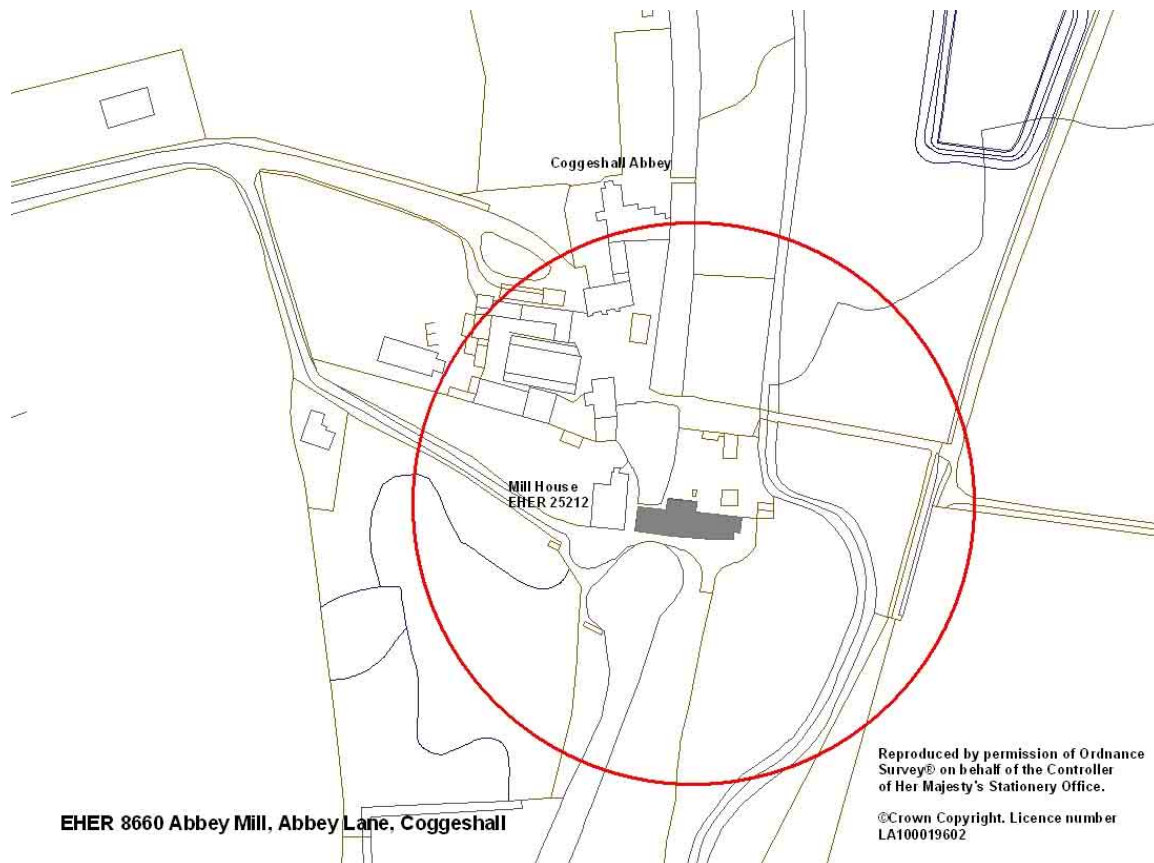 Coggeshall Abbey
Mill House
EHER 25212
Reproduced by permission of Ordnance
Survey® on behalf of the Controller
of Her Majesty's Stationery Office.
©Crown Copyright. Licence number
LA100019602
EHER 8660 Abbey Mill, Abbey Lane, Coggeshall